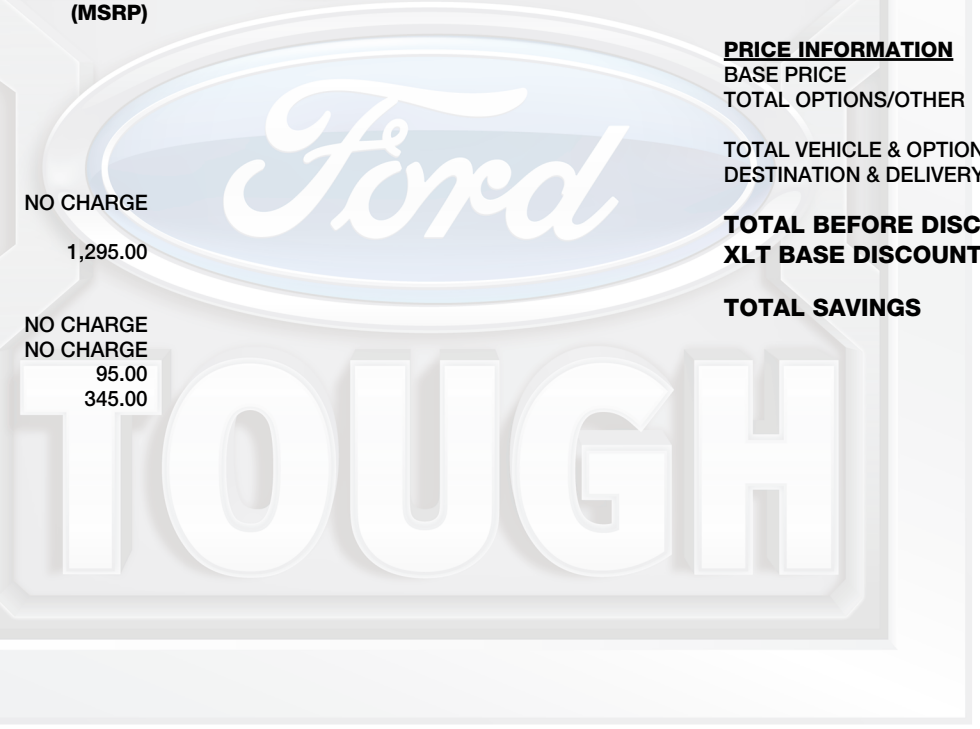 (MSRP)
NO CHARGE
1,295.00
NO CHARGE
NO CHARGE
95.00
345.00
PRICE INFORMATION
BASE PRICE
TOTAL OPTIONS/OTHER
TOTAL VEHICLE & OPTION
DESTINATION & DELIVERY
TOTAL BEFORE DISC
XLT BASE DISCOUNT
TOTAL SAVINGS
Ford
TOUGH